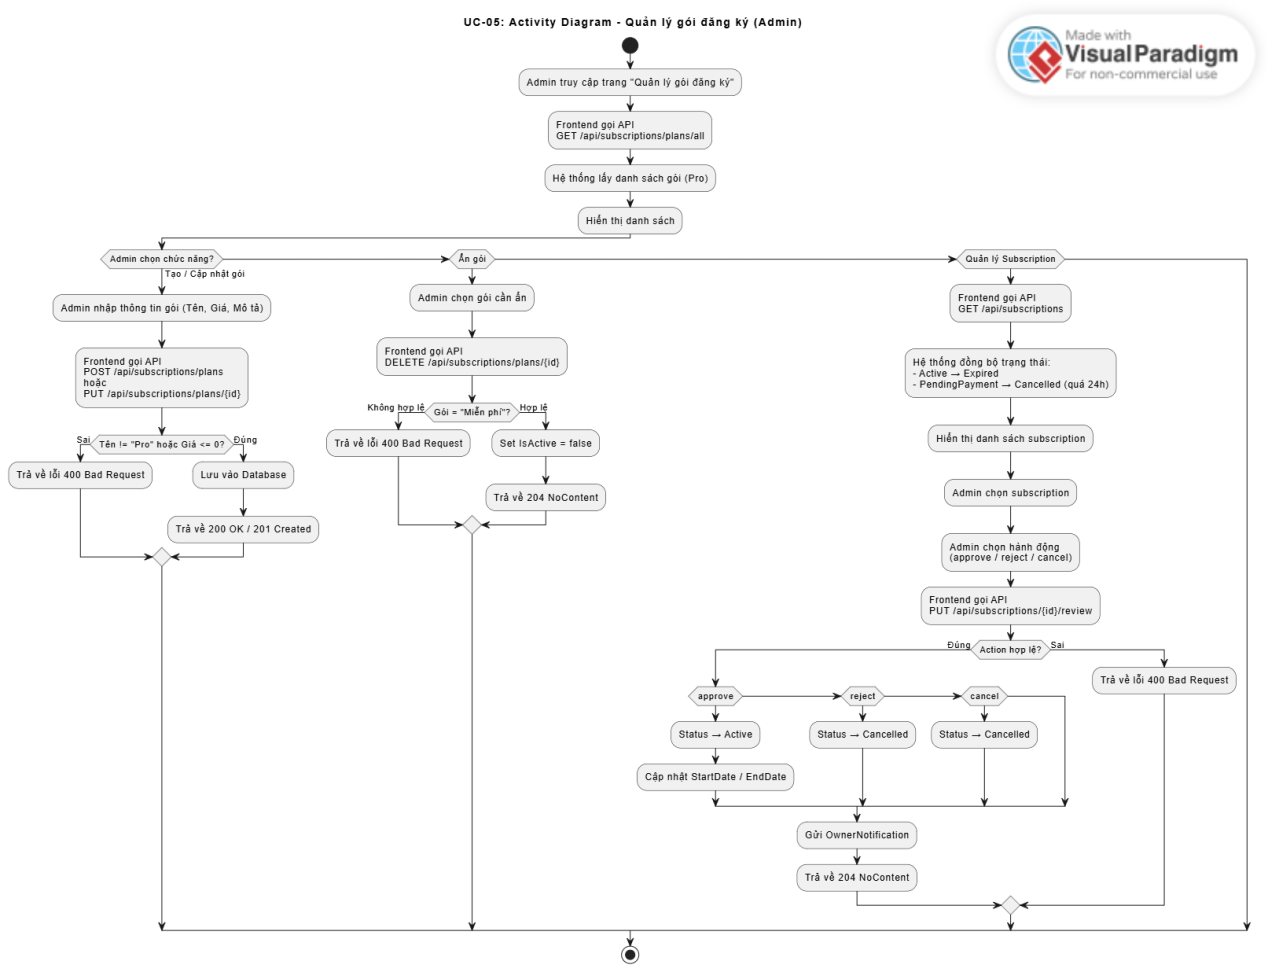 UC-05: Activity Diagram - Quản lý gói đăng ký (Admin)
Made with
Visual Paradigm
For non-commercial use
Admin truy cập trang "Quản lý gói đăng ký"
Frontend gọi API
GET /api/subscriptions/plans/all
Hệ thống lấy danh sách gói (Pro)
Hiển thị danh sách
Admin chọn chức năng?
Tạo / Cập nhật gói
Admin nhập thông tin gói (Tên, Giá, Mô tả)
Frontend gọi API
POST /api/subscriptions/plans
hoặc
PUT /api/subscriptions/plans/{id}
Sai
Tên != "Pro" hoặc Giá <= 0?
Đúng
Trả về lỗi 400 Bad Request
Lưu vào Database
Trả về 200 OK / 201 Created
Ẩn gói
Admin chọn gói cần ẩn
Frontend gọi API
DELETE /api/subscriptions/plans/{id}
Không hợp lệ
Gói = "Miễn phí"?
Hợp lệ
Trả về lỗi 400 Bad Request
Set IsActive = false
Trả về 204 NoContent
Quản lý Subscription
Frontend gọi API
GET /api/subscriptions
Hệ thống đồng bộ trạng thái:
- Active → Expired
- PendingPayment → Cancelled (quá 24h)
Hiển thị danh sách subscription
Admin chọn subscription
Admin chọn hành động
(approve / reject / cancel)
Frontend gọi API
PUT /api/subscriptions/{id}/review
Đúng
Action hợp lệ?
Sai
Trả về lỗi 400 Bad Request
approve
reject
cancel
Status → Active
Status → Cancelled
Status → Cancelled
Cập nhật StartDate / EndDate
Gửi OwnerNotification
Trả về 204 NoContent